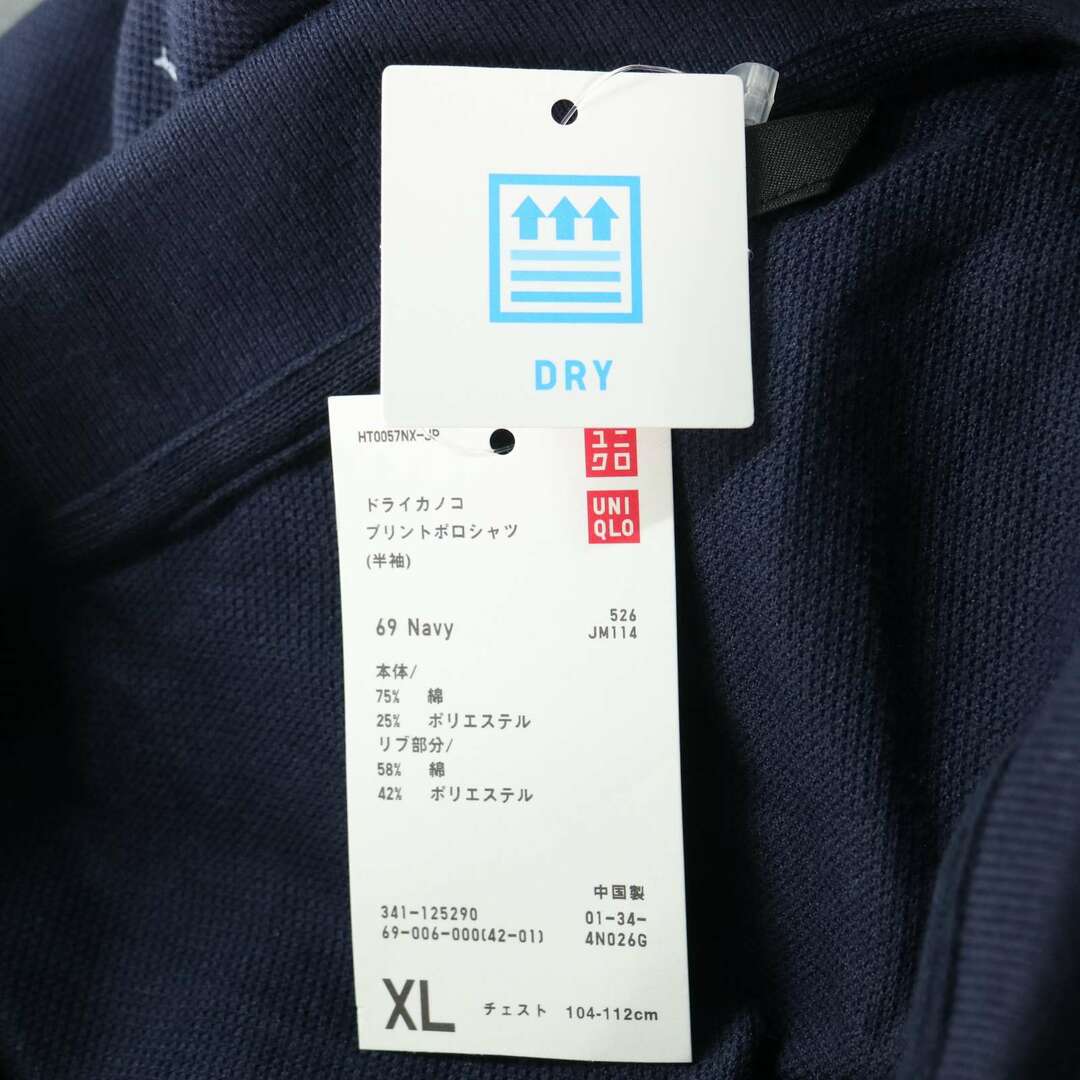 DRY
HT0057NX-36
ユニ
クロ
UNI
QLO
ドライカノコ
プリントポロシャツ
(半袖)
69 Navy
526
JM114
本体/
75% 綿
25% ポリエステル
リブ部分/
58% 綿
42% ポリエステル
中国製
341-125290
01-34-
69-006-000(42-01)
4N026G
XL チェスト 104-112cm